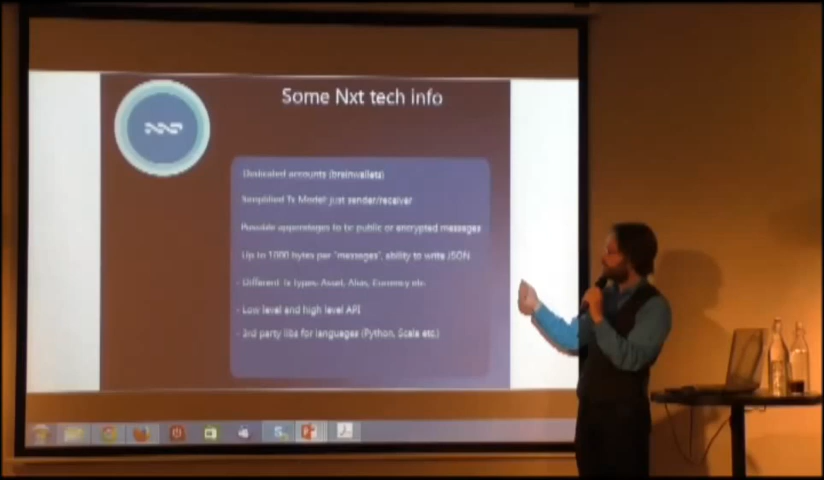 Some Nxt tech info
Dedicated accounts (brainwallets)
Simplified Tx Model: just sender/receiver
Possible appendages to be public or encrypted messages
Up to 1000 bytes per "messages", ability to write JSON
- Different Tx types: Asset, Alias, Currency etc.
- Low level and high level API
- 3rd party libs for languages (Python, Scala etc.)